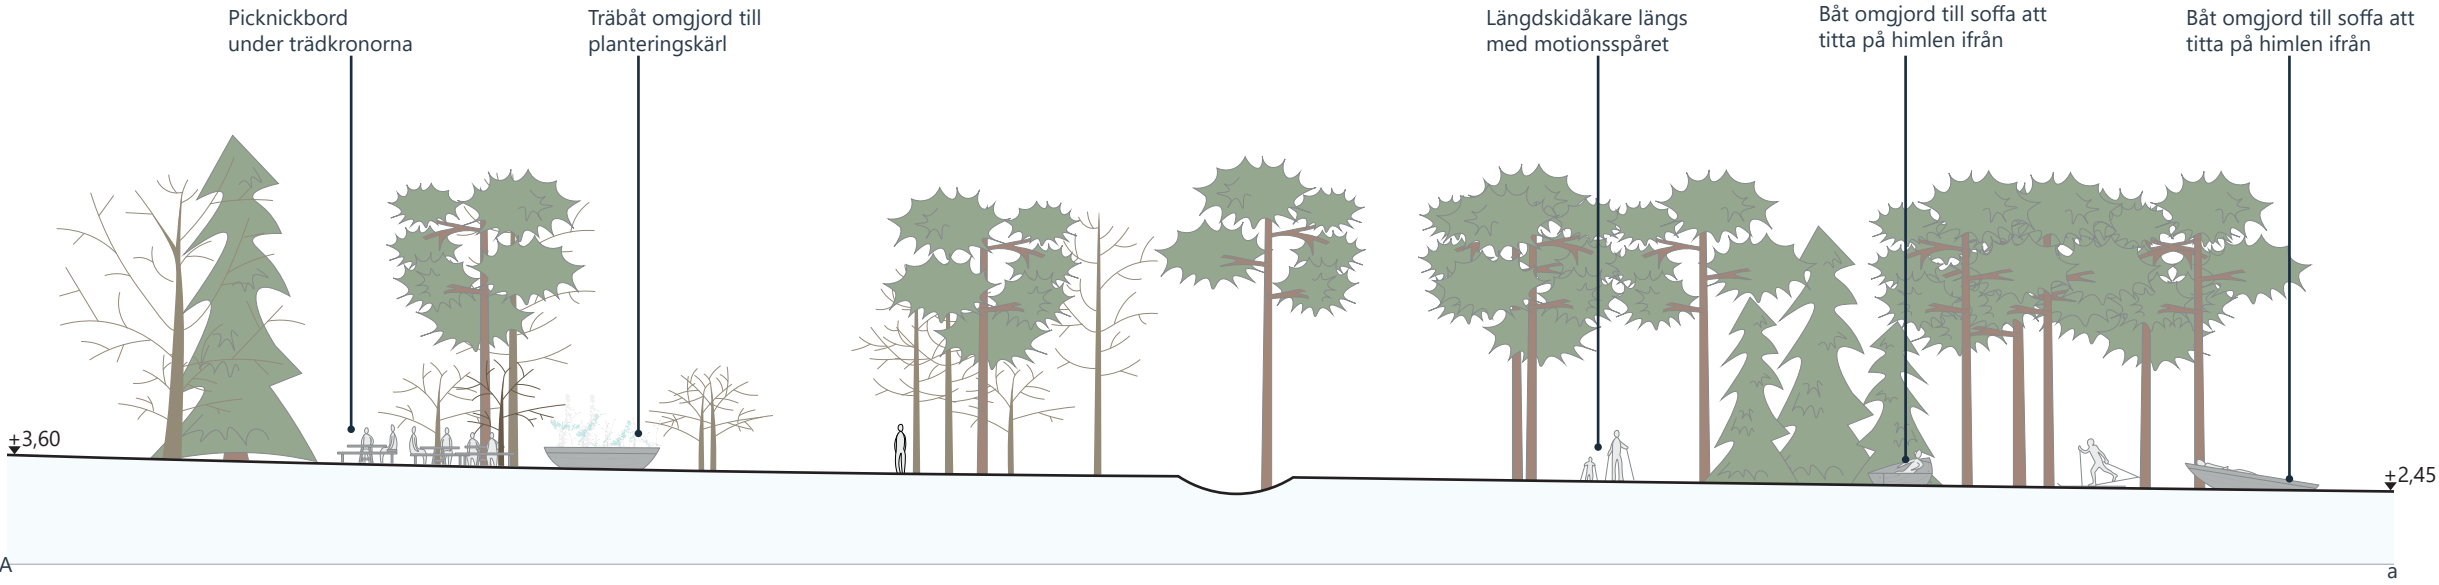 Picknickbord
under trädkronorna
Träbåt omgjord till
planteringskärl
Längdskidåkare längs
med motionsspåret
Båt omgjord till soffa att
titta på himlen ifrån
Båt omgjord till soffa att
titta på himlen ifrån
+3,60
+2,45
A
a